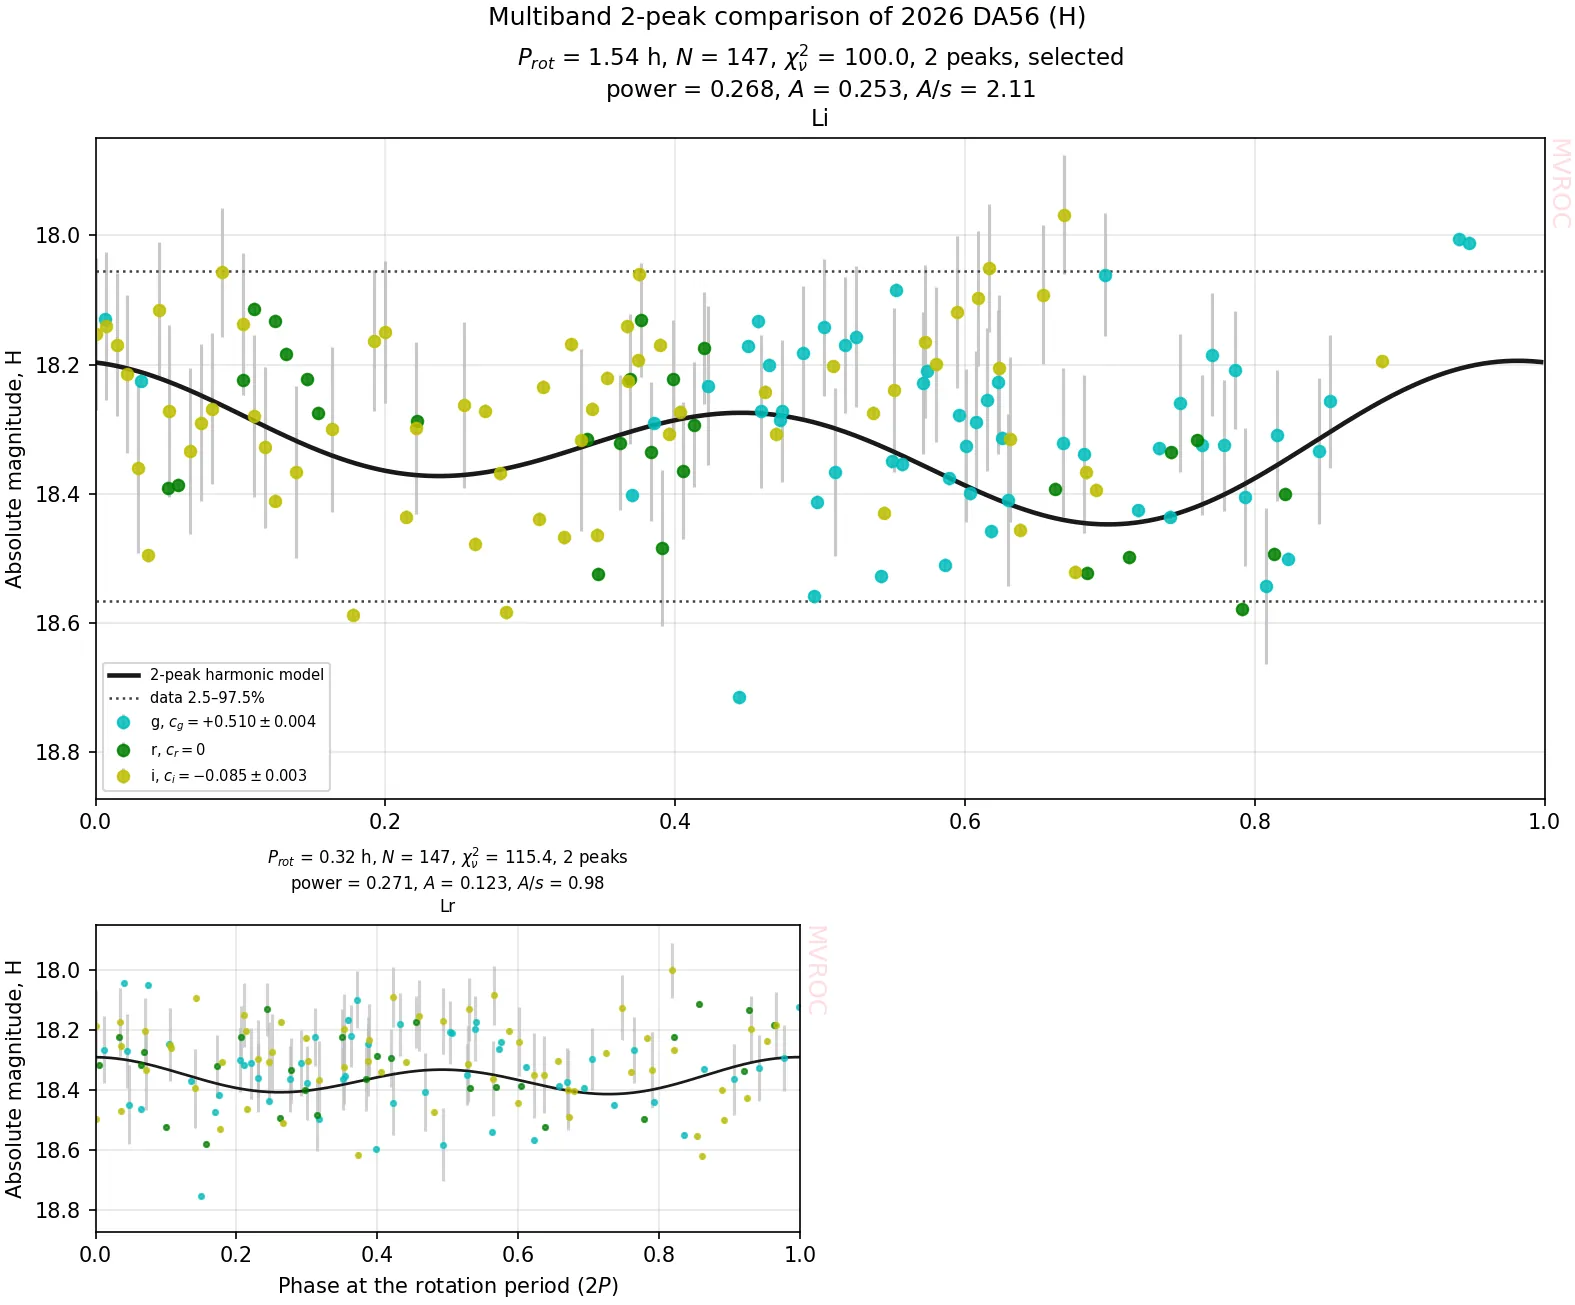 Multiband 2-peak comparison of 2026 DA56 (H)
P_rot = 1.54 h, N = 147, χ²_ν = 100.0, 2 peaks, selected
power = 0.268, A = 0.253, A/s = 2.11
Li
MVROC
Absolute magnitude, H
18.0
18.2
18.4
18.6
18.8
2-peak harmonic model
data 2.5–97.5%
g, c_g = +0.510 ± 0.004
r, c_r = 0
i, c_i = −0.085 ± 0.003
0.0 0.2 0.4 0.6 0.8 1.0
P_rot = 0.32 h, N = 147, χ²_ν = 115.4, 2 peaks
power = 0.271, A = 0.123, A/s = 0.98
Lr
MVROC
Absolute magnitude, H
18.0
18.2
18.4
18.6
18.8
0.0 0.2 0.4 0.6 0.8 1.0
Phase at the rotation period (2P)